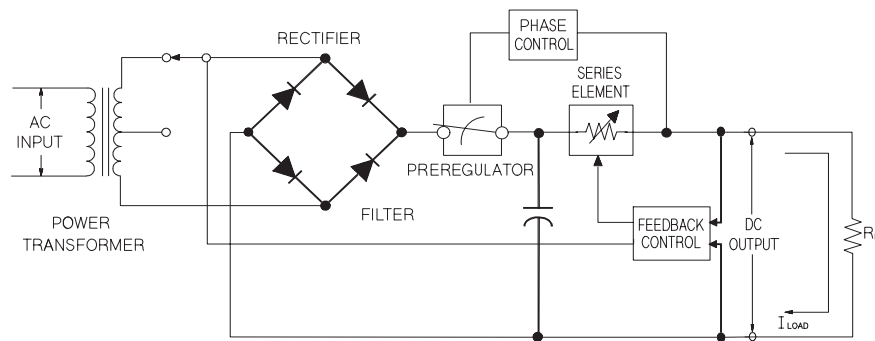 PHASE
CONTROL
RECTIFIER
SERIES
ELEMENT
AC
INPUT
PREREGULATOR
FILTER
POWER
TRANSFORMER
FEEDBACK
CONTROL
DC
OUTPUT
I LOAD